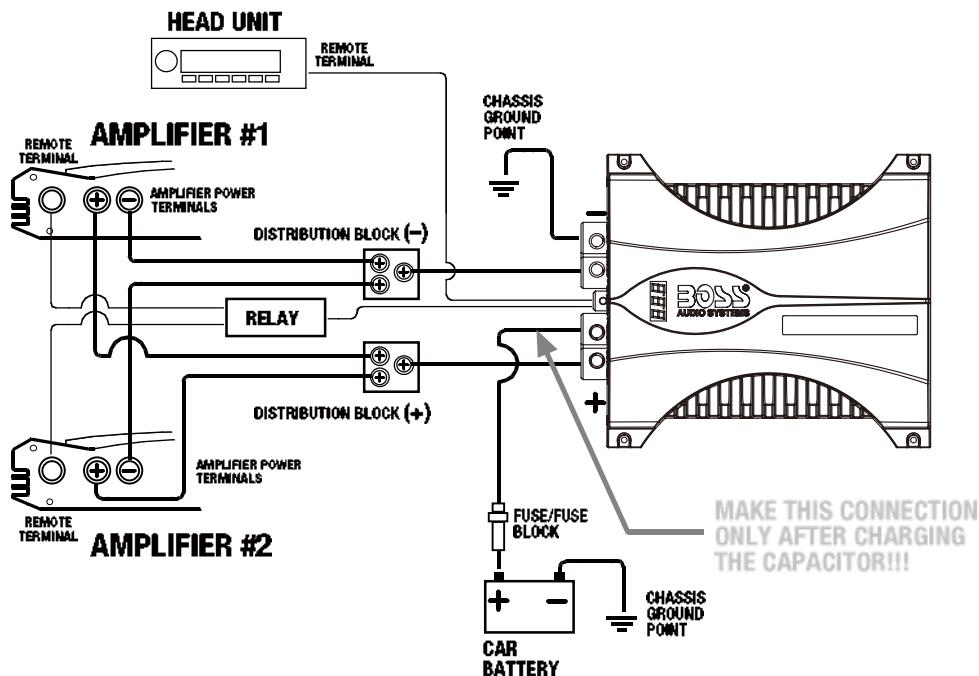 HEAD UNIT
REMOTE
TERMINAL
CHASSIS
GROUND
POINT
AMPLIFIER #1
REMOTE
TERMINAL
+ −
AMPLIFIER POWER
TERMINALS
DISTRIBUTION BLOCK (−)
−
BOSS®
AUDIO SYSTEMS
RELAY
+
DISTRIBUTION BLOCK (+)
+ −
AMPLIFIER POWER
TERMINALS
REMOTE
TERMINAL
AMPLIFIER #2
FUSE/FUSE
BLOCK
MAKE THIS CONNECTION
ONLY AFTER CHARGING
THE CAPACITOR!!!
+ −
CHASSIS
GROUND
POINT
CAR
BATTERY